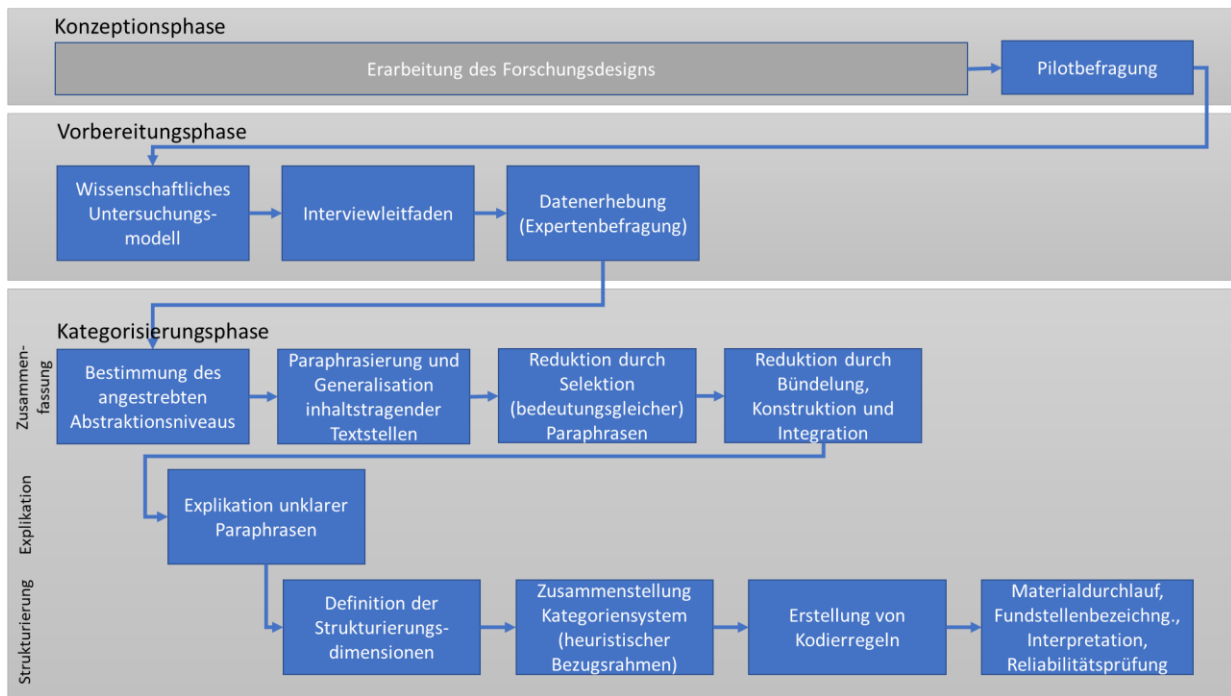 Konzeptionsphase
Erarbeitung des Forschungsdesigns
Pilotbefragung
Vorbereitungsphase
Wissenschaftliches
Untersuchungs-
modell
Interviewleitfaden
Datenerhebung
(Expertenbefragung)
Kategorisierungsphase
Zusammen-
fassung
Bestimmung des
angestrebten
Abstraktionsniveaus
Paraphrasierung und
Generalisation
inhaltstragender
Textstellen
Reduktion durch
Selektion
(bedeutungsgleicher)
Paraphrasen
Reduktion durch
Bündelung,
Konstruktion und
Integration
Explikation
Explikation unklarer
Paraphrasen
Strukturierung
Definition der
Strukturierungs-
dimensionen
Zusammenstellung
Kategoriensystem
(heuristischer
Bezugsrahmen)
Erstellung von
Kodierregeln
Materialdurchlauf,
Fundstellenbezeichng.,
Interpretation,
Reliabilitätsprüfung